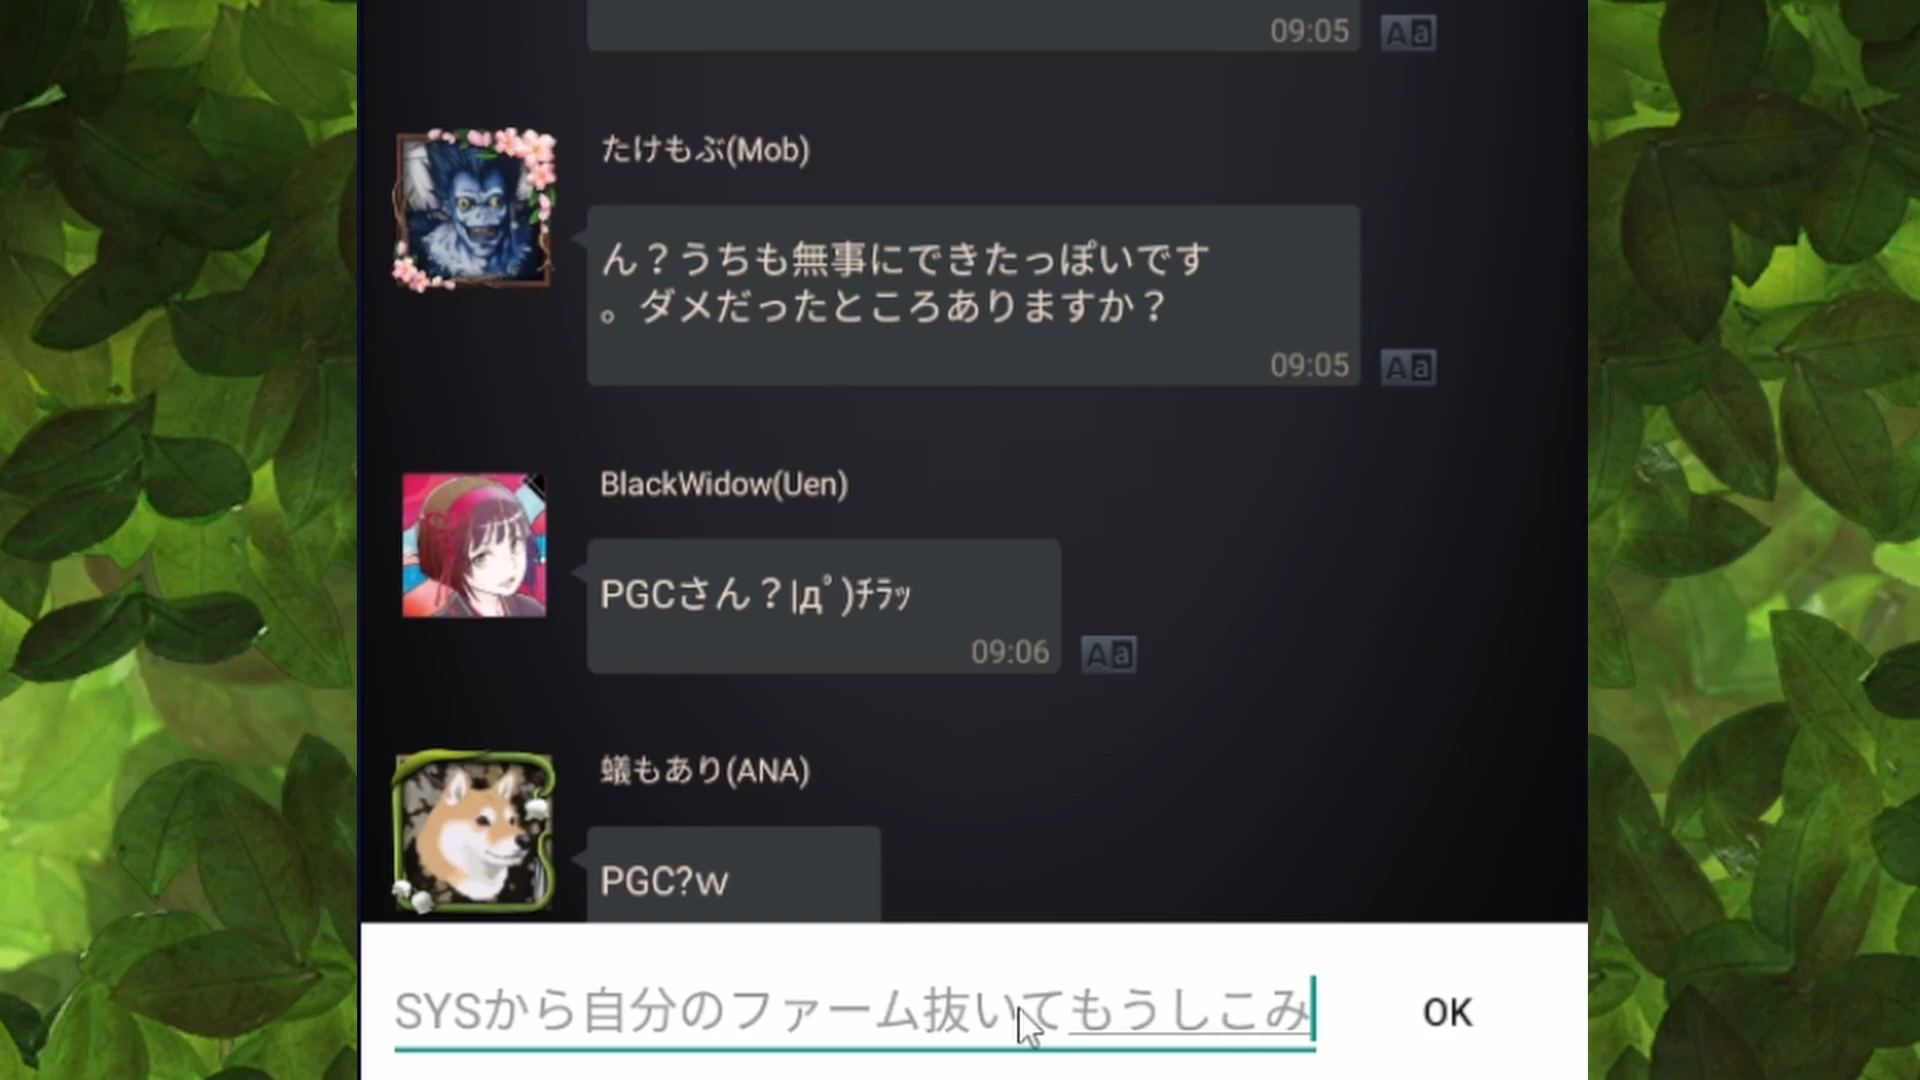 09:05
Aa
たけもぶ(Mob)
ん？うちも無事にできたっぽいです
。ダメだったところありますか？
09:05
Aa
BlackWidow(Uen)
PGCさん？|дﾟ)ﾁﾗｯ
09:06
Aa
蟻もあり(ANA)
PGC?w
SYSから自分のファーム抜いてもうしこみ
OK